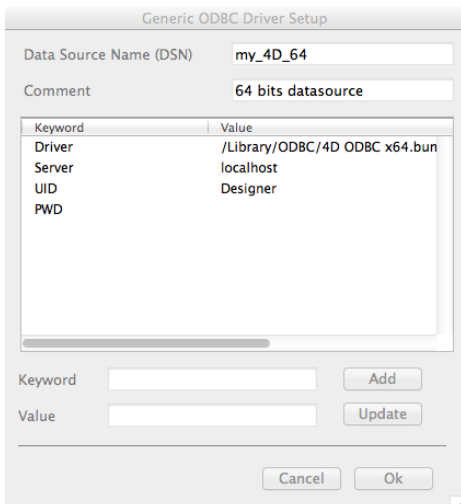 Generic ODBC Driver Setup
Data Source Name (DSN) my_4D_64
Comment 64 bits datasource
Keyword Value
Driver /Library/ODBC/4D ODBC x64.bun
Server localhost
UID Designer
PWD
Keyword Add
Value Update
Cancel Ok